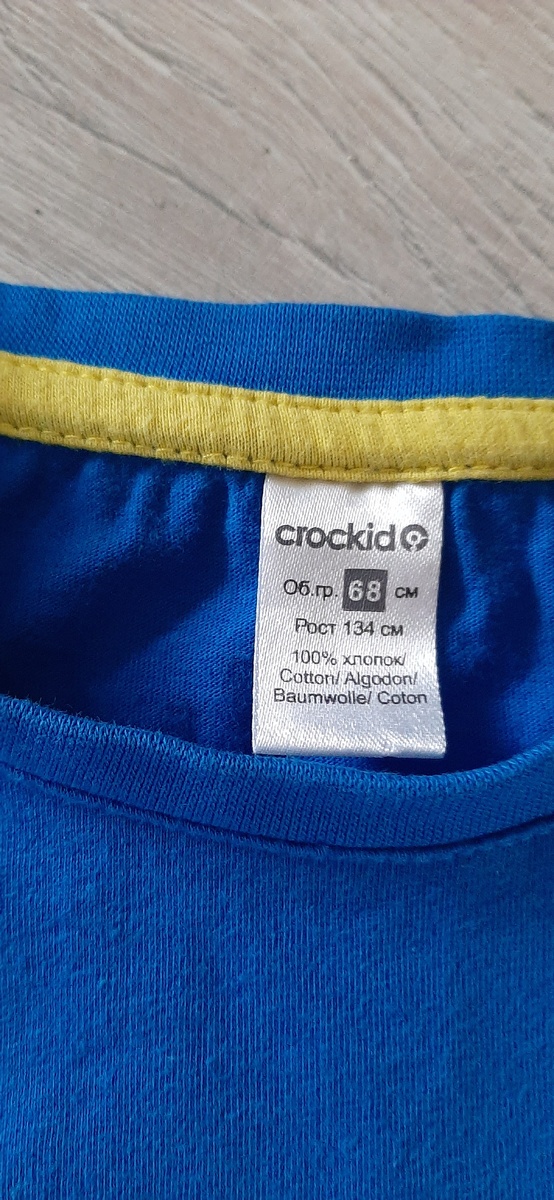 crockid
Об.гр. 68 см
Рост 134 см
100% хлопок/
Cotton/ Algodon/
Baumwolle/ Coton